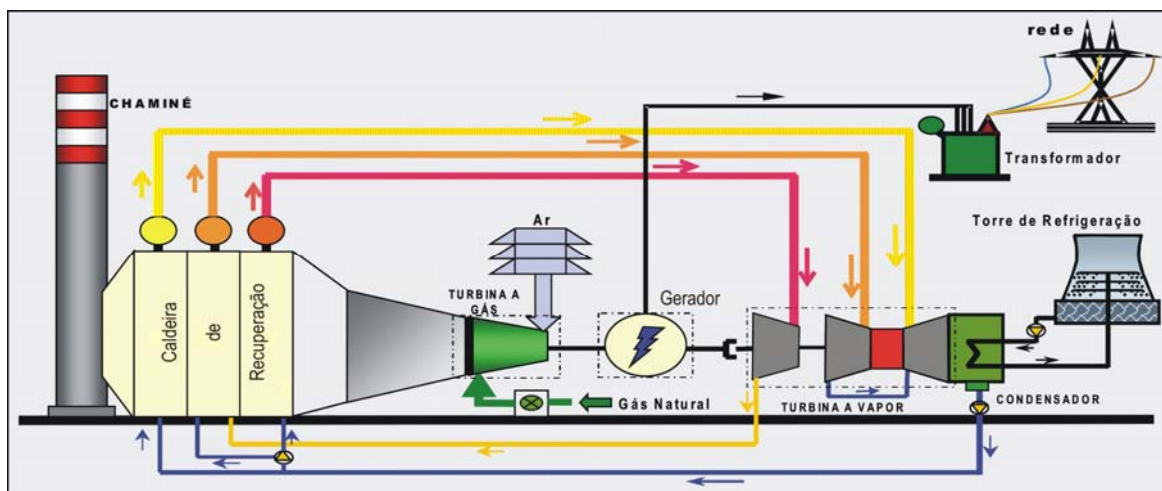 rede
CHAMINÉ
Transformador
Ar
Torre de Refrigeração
TURBINA A
GÁS
Gerador
Caldeira
de
Recuperação
Gás Natural
TURBINA A VAPOR
CONDENSADOR